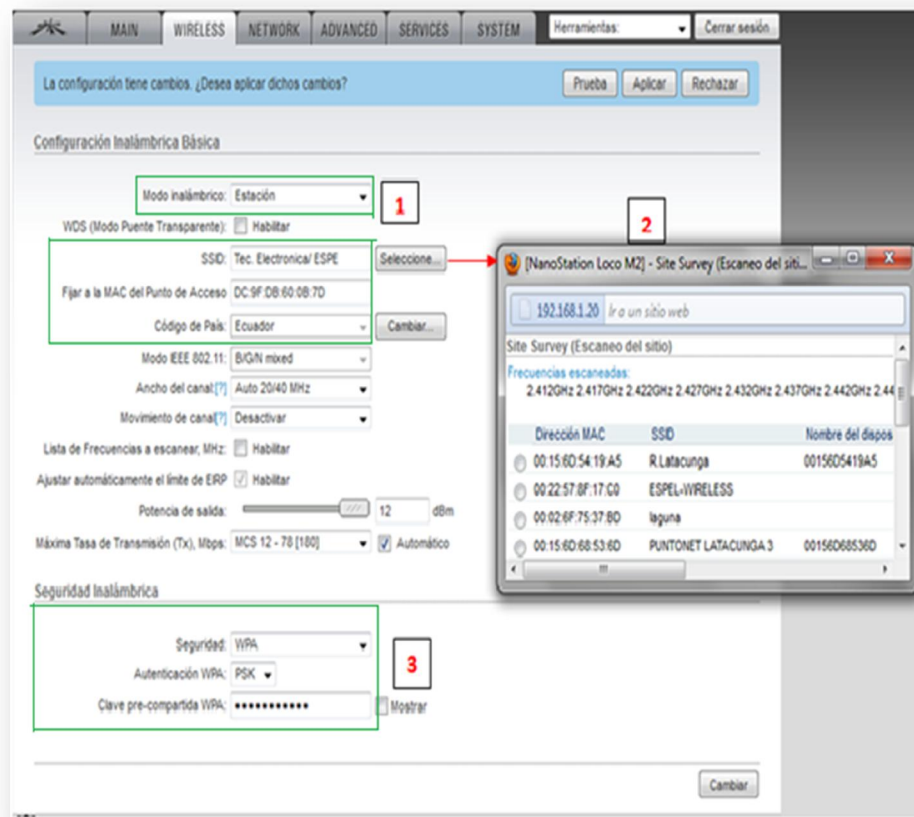 MAIN WIRELESS NETWORK ADVANCED SERVICES SYSTEM Herramientas: Cerrar sesión
La configuración tiene cambios. ¿Desea aplicar dichos cambios? Prueba Aplicar Rechazar
Configuración Inalámbrica Básica
Modo inalámbrico: Estación
1
WDS (Modo Puente Transparente): Habilitar
2
SSID: Tec. Electronica/ ESPE Seleccione...
Fijar a la MAC del Punto de Acceso DC:9F:DB:60:0B:7D
Código de País: Ecuador Cambiar...
Modo IEEE 802.11: B/G/N mixed
Ancho del canal:[?] Auto 20/40 MHz
Movimiento de canal[?] Desactivar
Lista de Frecuencias a escanear, MHz: Habilitar
Ajustar automáticamente el límite de EIRP Habilitar
Potencia de salida: 12 dBm
Máxima Tasa de Transmisión (Tx), Mbps: MCS 12 - 78 [180] Automático
[NanoStation Loco M2] - Site Survey (Escaneo del siti...
192.168.1.20 Ir a un sitio web
Site Survey (Escaneo del sitio)
Frecuencias escaneadas:
2.412GHz 2.417GHz 2.422GHz 2.427GHz 2.432GHz 2.437GHz 2.442GHz 2.44
Dirección MAC SSID Nombre del dispos
00:15:6D:54:19:A5 R.Latacunga 00156D5419A5
00:22:57:8F:17:C0 ESPEL-WIRELESS
00:02:6F:75:37:BD laguna
00:15:6D:68:53:6D PUNTONET LATACUNGA 3 00156D68536D
Seguridad Inalámbrica
Seguridad: WPA
Autenticación WPA: PSK
3
Clave pre-compartida WPA: ••••••••••• Mostrar
Cambiar